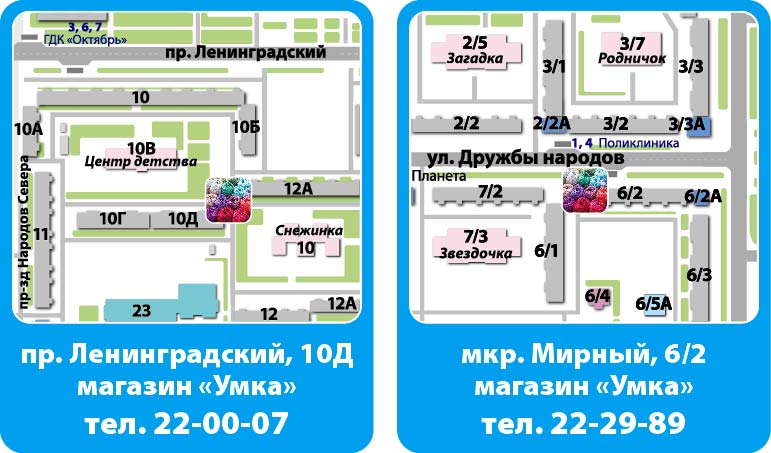 3, 6, 7
ГДК «Октябрь»
пр. Ленинградский
10
10А
10Б
10В
Центр детства
пр-зд Народов Севера
11
10Г
10Д
12А
Снежинка
10
23
12
12А
пр. Ленинградский, 10Д
магазин «Умка»
тел. 22-00-07
2/5
Загадка
3/1
3/7
Родничок
3/3
2/2
2/2А
3/2
3/3А
1, 4 Поликлиника
ул. Дружбы народов
Планета
7/2
6/2
6/2А
7/3
Звездочка
6/1
6/3
6/4
6/5А
мкр. Мирный, 6/2
магазин «Умка»
тел. 22-29-89